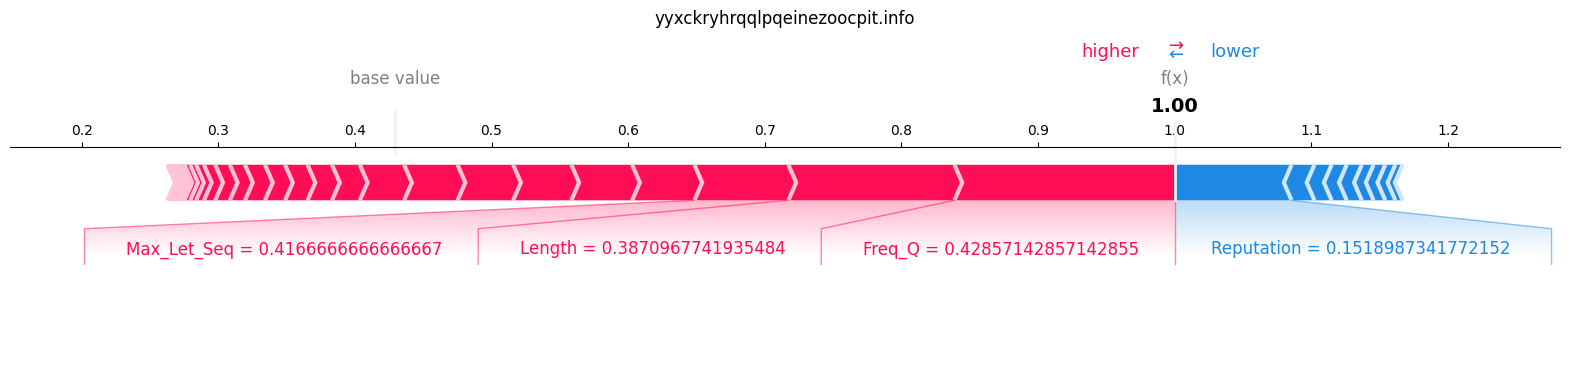 yyxckryhrqqlpqeinezoocpit.info
higher ⇄ lower
base value f(x)
1.00
0.2 0.3 0.4 0.5 0.6 0.7 0.8 0.9 1.0 1.1 1.2
Max_Let_Seq = 0.4166666666666667 Length = 0.3870967741935484 Freq_Q = 0.42857142857142855 Reputation = 0.1518987341772152